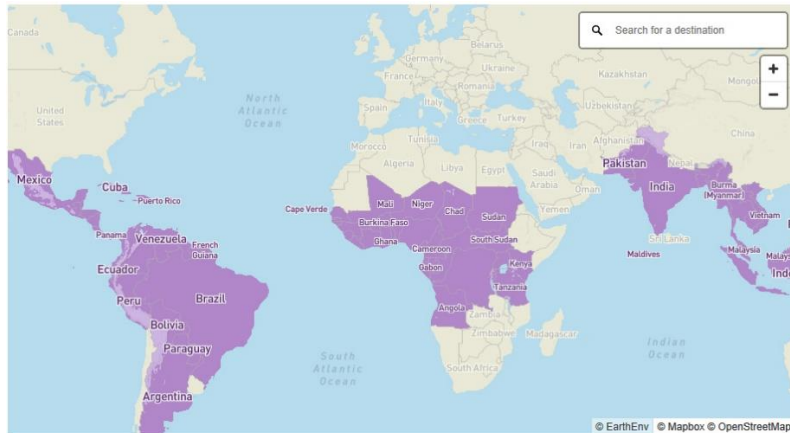 Search for a destination
+
−
Canada
Belarus
Germany
Ukraine
Kazakhstan
Mongol
France
Romania
North
Atlantic
Ocean
Uzbekistan
Italy
United
States
Spain
Greece
Turkey
China
Tunisia
Iraq
Iran
Afghanistan
Morocco
Algeria
Libya
Egypt
Pakistan
Nepal
Saudi
Arabia
Mexico
Cuba
India
Oman
Burma
(Myanmar)
Puerto Rico
Mali
Niger
Chad
Sudan
Yemen
Cape Verde
Burkina Faso
Vietnam
Panama
Venezuela
French
Guiana
Ghana
South Sudan
Sri Lanka
Cameroon
Malaysia
Malays
Maldives
Ecuador
Gabon
Kenya
Indo
Tanzania
Peru
Brazil
Angola
Zambia
Bolivia
Zimbabwe
Madagascar
Paraguay
South
Atlantic
Ocean
Indian
Ocean
South Africa
Argentina
© EarthEnv © Mapbox © OpenStreetMap